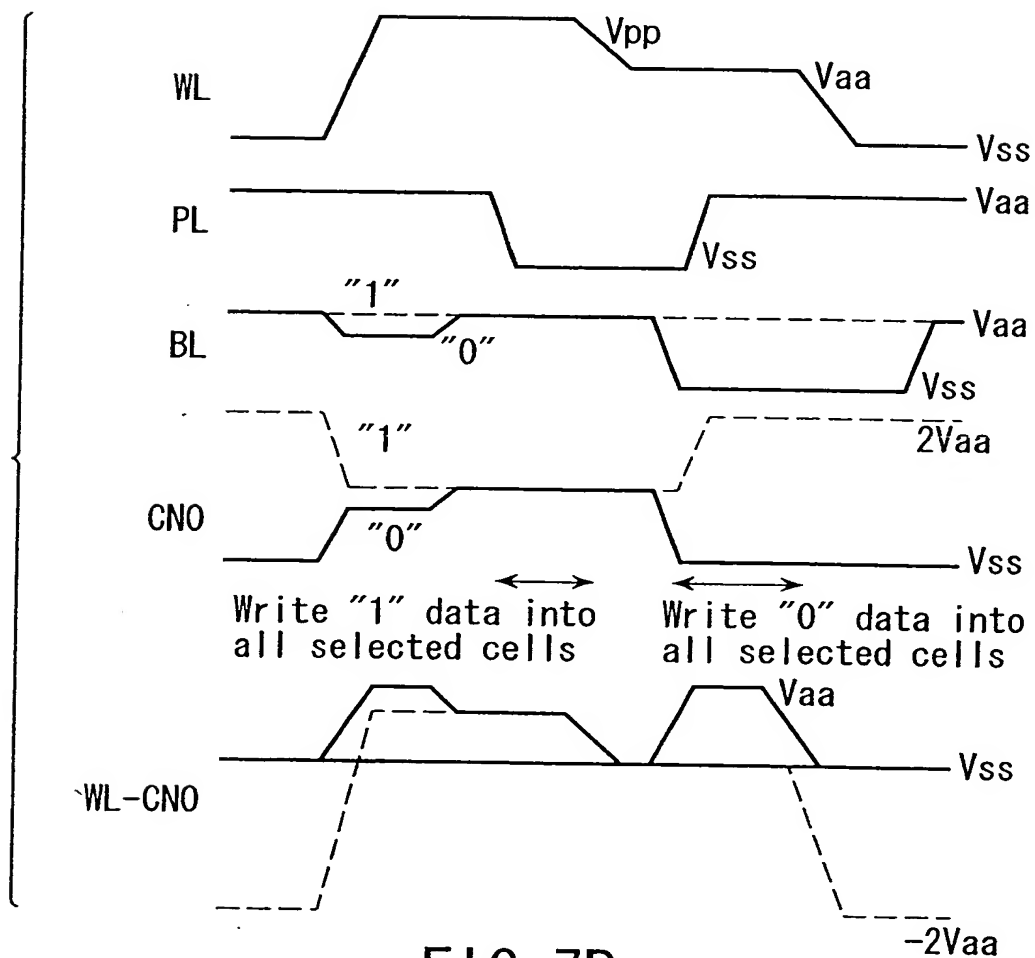 Vpp
WL
Vaa
Vss
PL
Vaa
Vss
"1"
BL
"0"
Vaa
Vss
"1"
2Vaa
CNO
"0"
Vss
Write "1" data into
all selected cells
Write "0" data into
all selected cells
Vaa
Vss
WL-CNO
-2Vaa